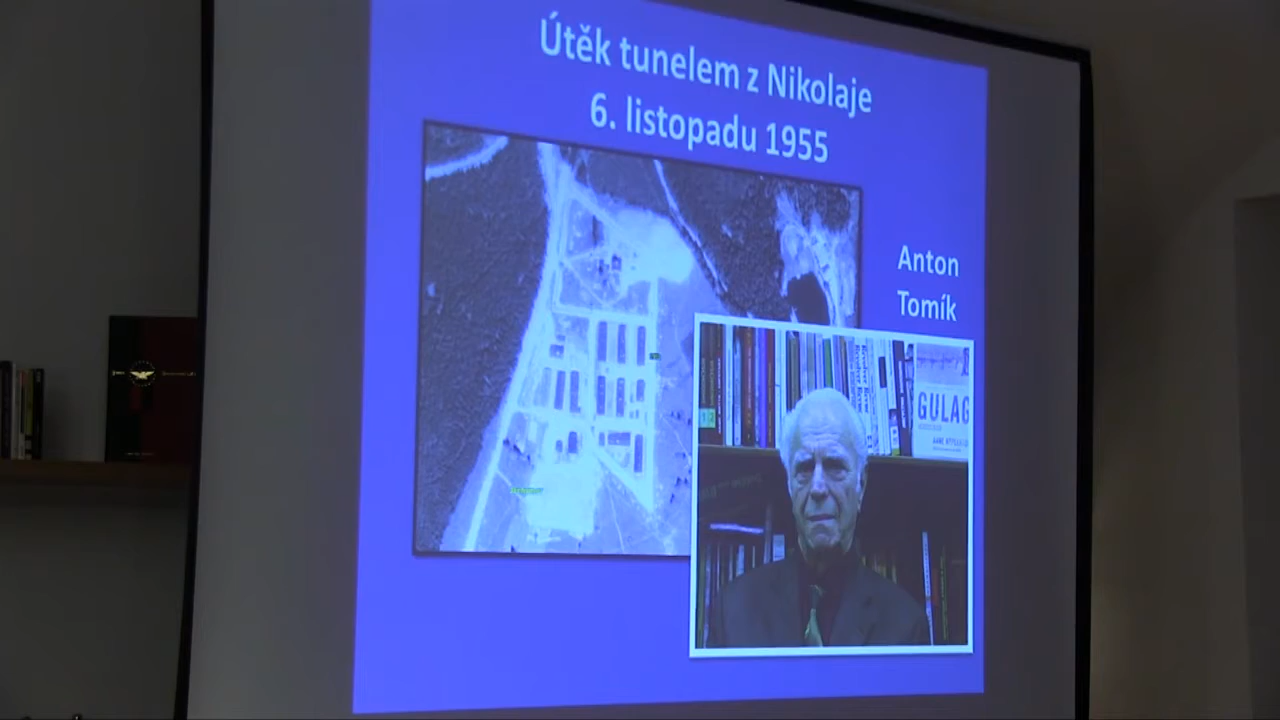 Útěk tunelem z Nikolaje
6. listopadu 1955
Anton
Tomík
GULAG